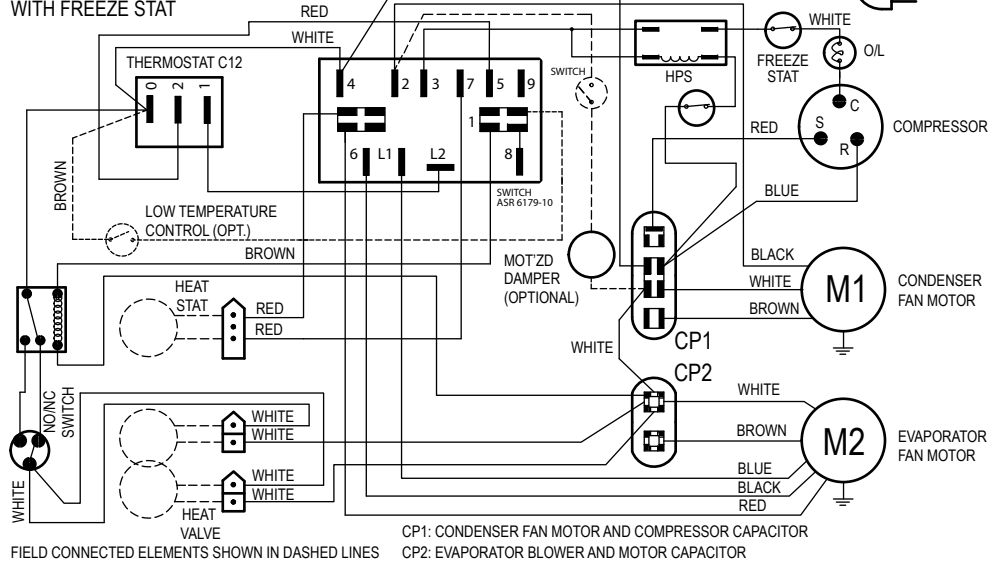 WITH FREEZE STAT
RED
WHITE
WHITE
THERMOSTAT C12
0 2 1
4 2 3 7 5 9
1
6 L1 L2 8
SWITCH
ASR 6179-10
SWITCH
HPS
FREEZE
STAT
O/L
C
S
R
COMPRESSOR
RED
BLUE
BROWN
LOW TEMPERATURE
CONTROL (OPT.)
BROWN
MOT'ZD
DAMPER
(OPTIONAL)
BLACK
WHITE
BROWN
M1
CONDENSER
FAN MOTOR
HEAT
STAT
RED
RED
CP1
WHITE
CP2
NO/NC
SWITCH
WHITE
WHITE
WHITE
WHITE
WHITE
HEAT
VALVE
WHITE
BROWN
M2
EVAPORATOR
FAN MOTOR
BLUE
BLACK
RED
CP1: CONDENSER FAN MOTOR AND COMPRESSOR CAPACITOR
FIELD CONNECTED ELEMENTS SHOWN IN DASHED LINES
CP2: EVAPORATOR BLOWER AND MOTOR CAPACITOR